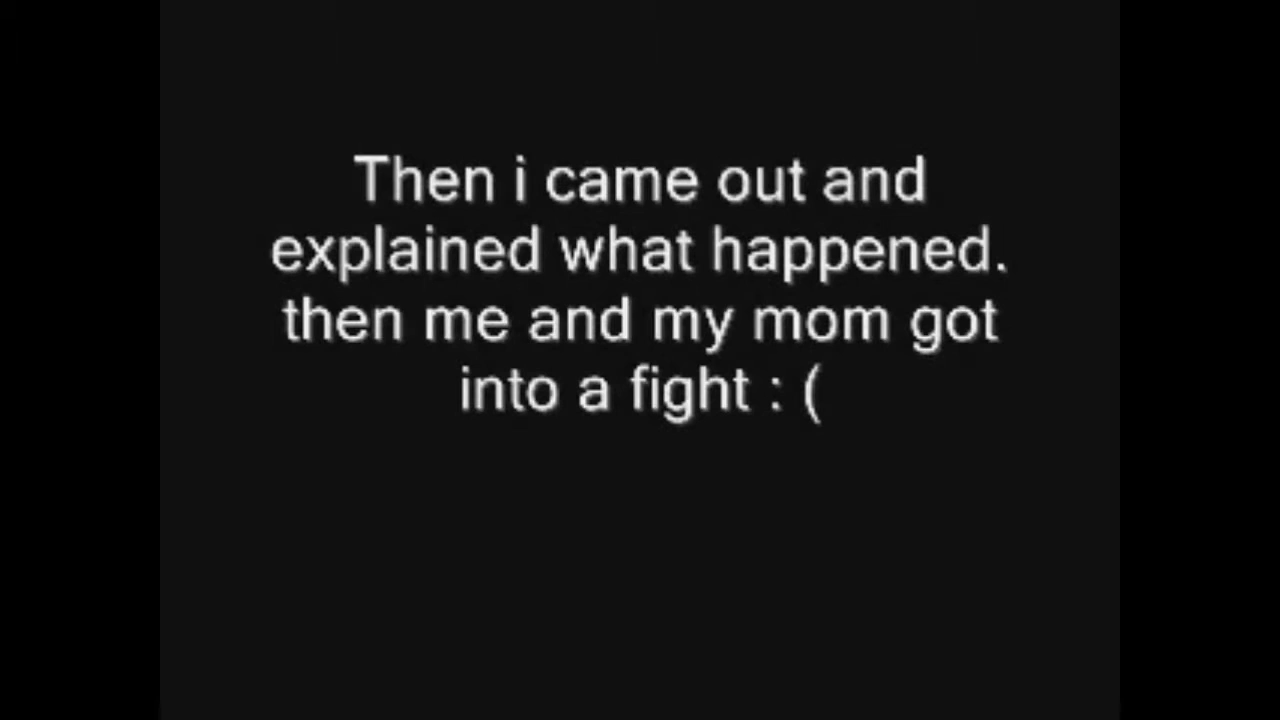 Then i came out and
explained what happened.
then me and my mom got
into a fight : (